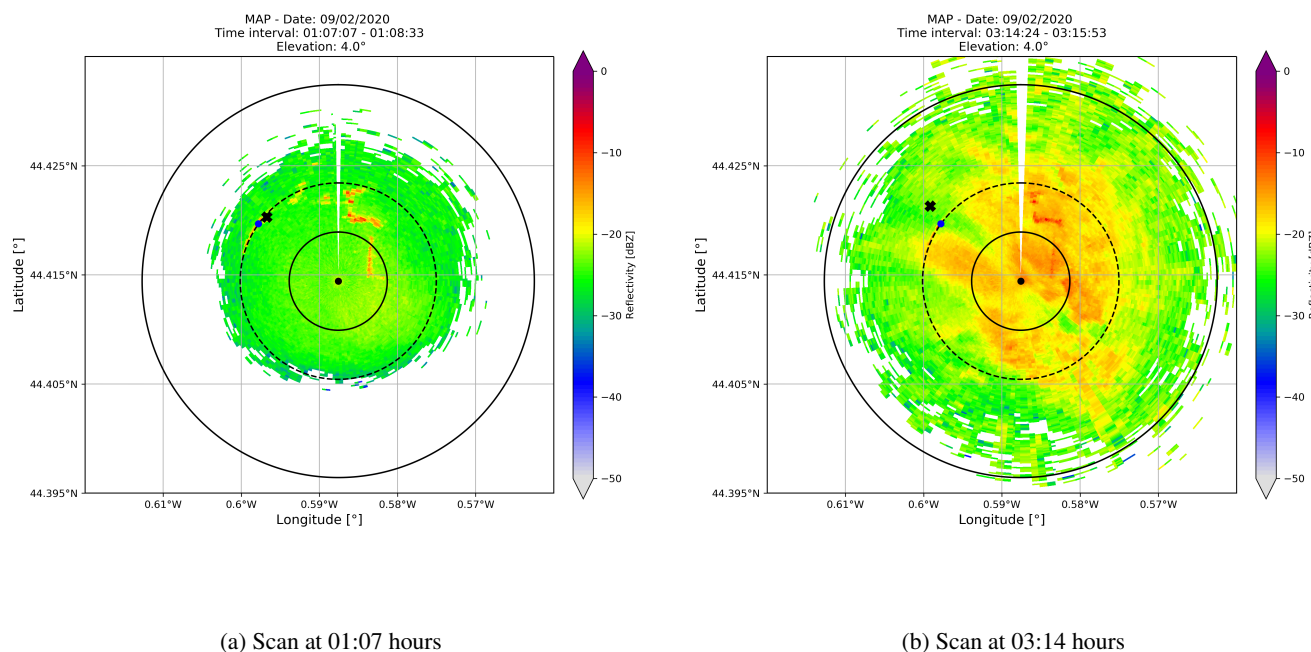 MAP - Date: 09/02/2020
Time interval: 01:07:07 - 01:08:33
Elevation: 4.0°
44.425°N
44.415°N
44.405°N
44.395°N
Latitude [°]
0.61°W
0.6°W
0.59°W
0.58°W
0.57°W
Longitude [°]
0
−10
−20
−30
−40
−50
Reflectivity [dBZ]
MAP - Date: 09/02/2020
Time interval: 03:14:24 - 03:15:53
Elevation: 4.0°
44.425°N
44.415°N
44.405°N
44.395°N
Latitude [°]
0.61°W
0.6°W
0.59°W
0.58°W
0.57°W
Longitude [°]
0
−10
−20
−30
−40
−50
(a) Scan at 01:07 hours
(b) Scan at 03:14 hours